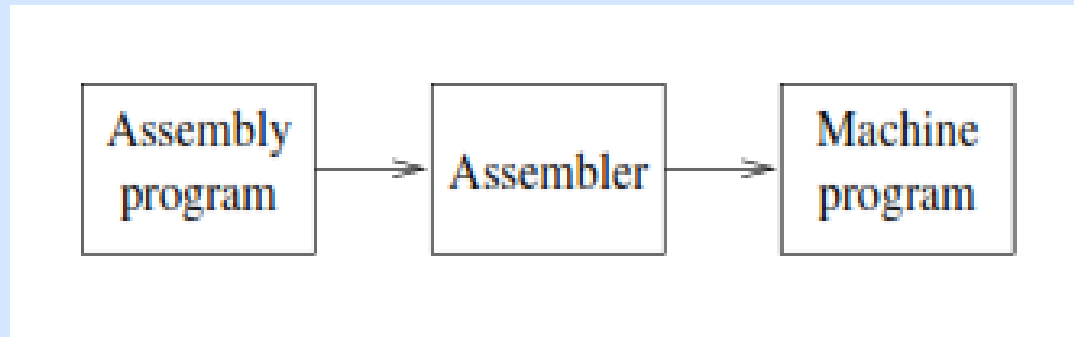 Assembly
program
Assembler
Machine
program